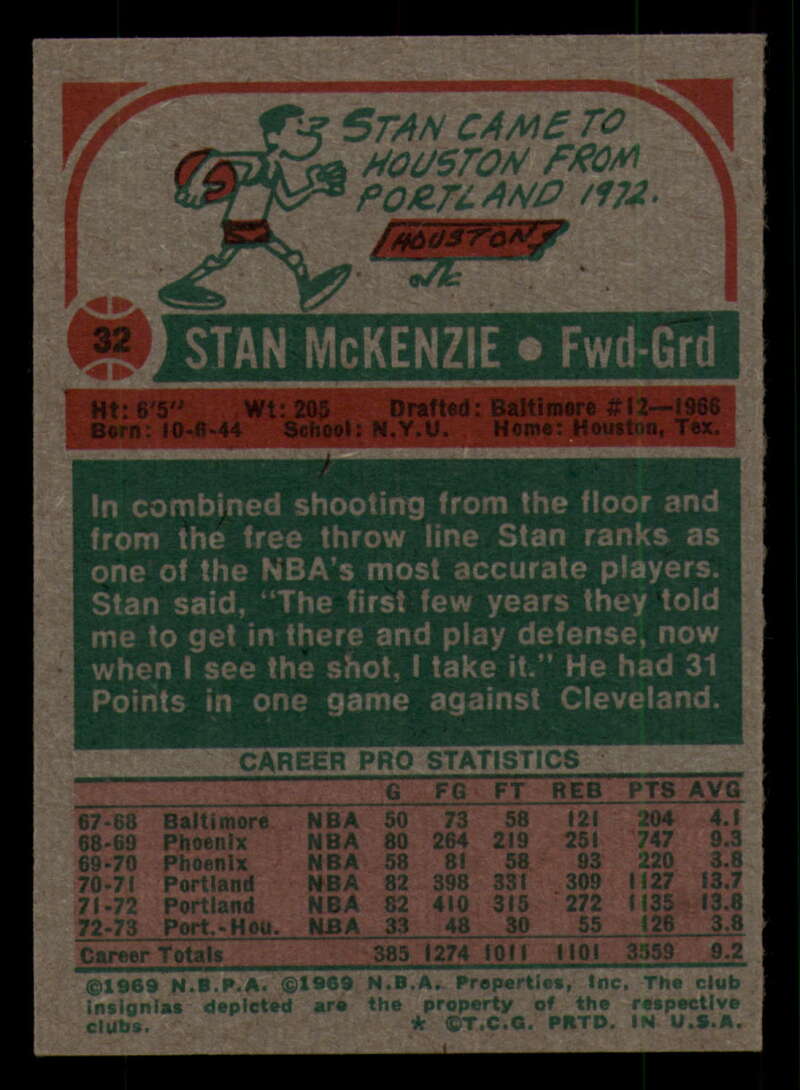 STAN CAME TO
HOUSTON FROM
PORTLAND 1972.
HOUSTON
32
STAN McKENZIE • Fwd-Grd
Ht: 6'5" Wt: 205 Drafted: Baltimore #12—1966
Born: 10-6-44 School: N.Y.U. Home: Houston, Tex.
In combined shooting from the floor and
from the free throw line Stan ranks as
one of the NBA's most accurate players.
Stan said, "The first few years they told
me to get in there and play defense, now
when I see the shot, I take it." He had 31
Points in one game against Cleveland.
CAREER PRO STATISTICS
G FG FT REB PTS AVG
67-68 Baltimore NBA 50 73 58 121 204 4.1
68-69 Phoenix NBA 80 264 219 251 747 9.3
69-70 Phoenix NBA 58 81 58 93 220 3.8
70-71 Portland NBA 82 398 331 309 1127 13.7
71-72 Portland NBA 82 410 315 272 1135 13.8
72-73 Port.-Hou. NBA 33 48 30 55 126 3.8
Career Totals 385 1274 1011 1101 3559 9.2
©1969 N.B.P.A. ©1969 N.B.A. Properties, Inc. The club
insignias depicted are the property of the respective
clubs. * ©T.C.G. PRTD. IN U.S.A.